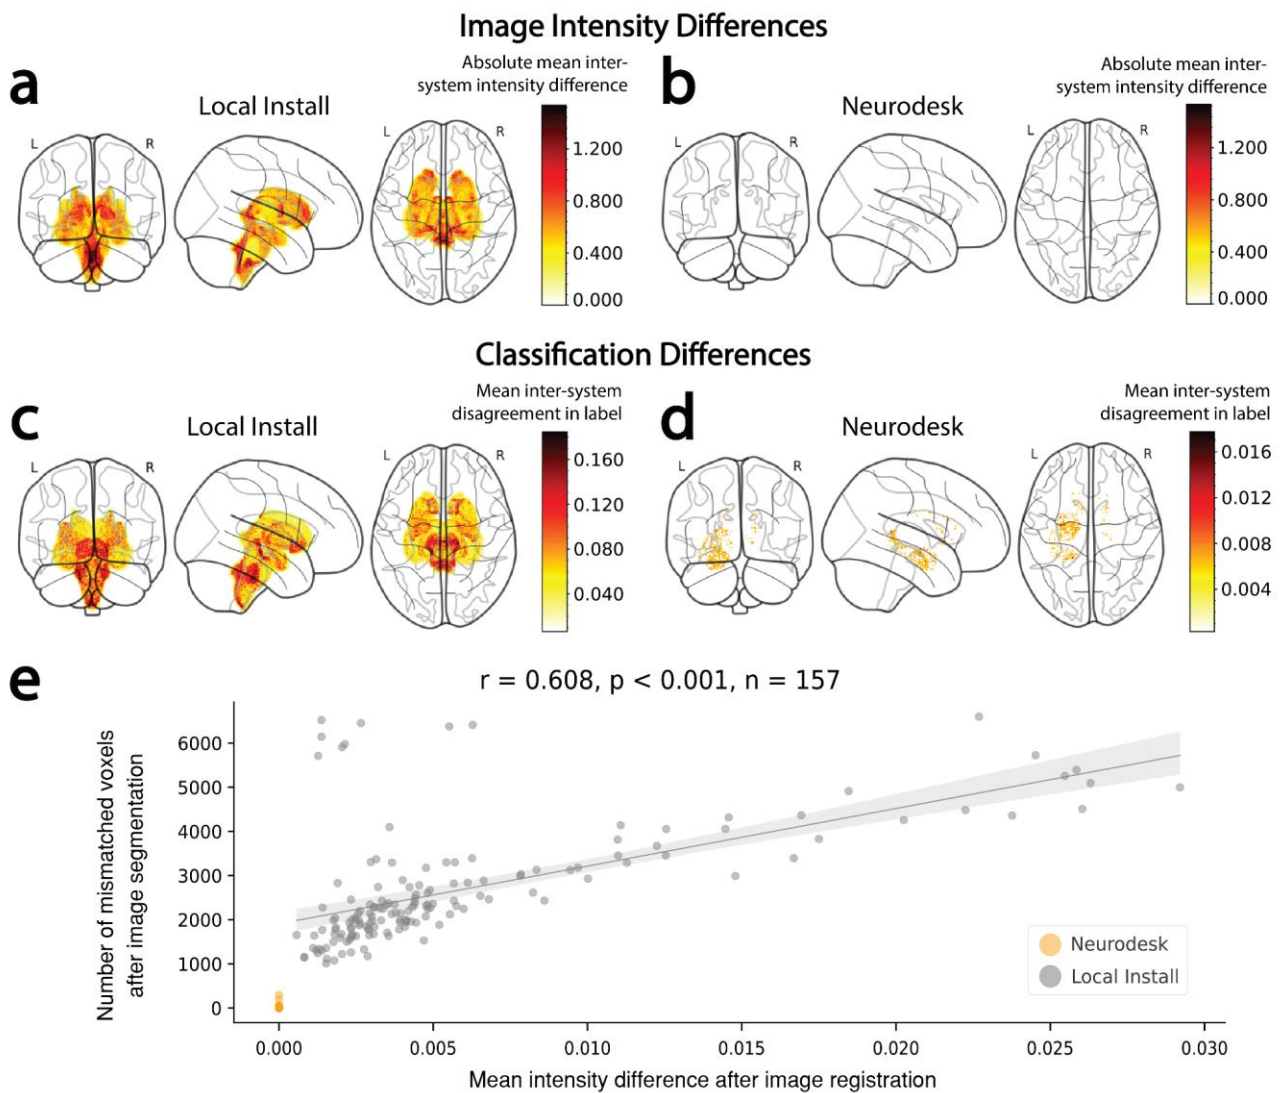 Image Intensity Differences
a
Absolute mean inter-
system intensity difference
Local Install
L
R
L
R
1.200
0.800
0.400
0.000
b
Absolute mean inter-
system intensity difference
Neurodesk
L
R
L
R
1.200
0.800
0.400
0.000
Classification Differences
c
Mean inter-system
disagreement in label
Local Install
L
R
L
R
0.160
0.120
0.080
0.040
d
Mean inter-system
disagreement in label
Neurodesk
L
R
L
R
0.016
0.012
0.008
0.004
e
r = 0.608, p < 0.001, n = 157
Number of mismatched voxels
after image segmentation
6000
5000
4000
3000
2000
1000
0
Neurodesk
Local Install
0.000
0.005
0.010
0.015
0.020
0.025
0.030
Mean intensity difference after image registration